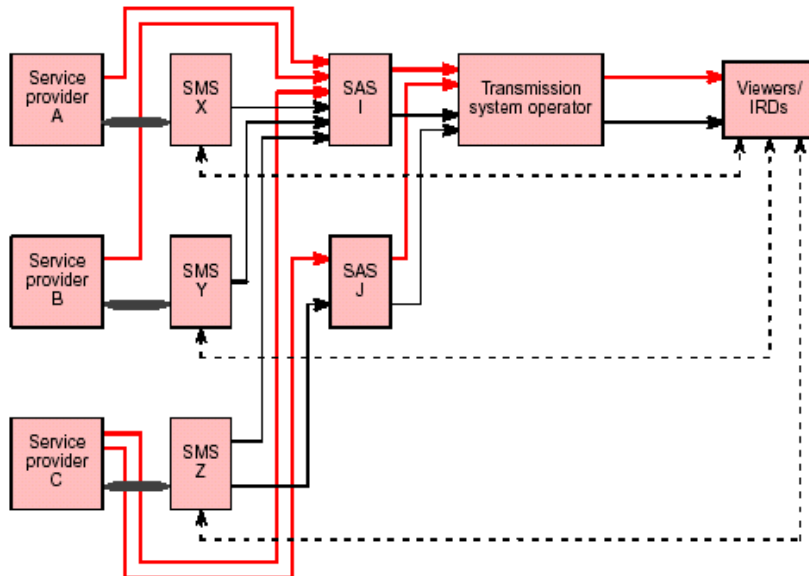 Service
provider
A
SMS
X
SAS
I
Transmission
system operator
Viewers/
IRDs
Service
provider
B
SMS
Y
SAS
J
Service
provider
C
SMS
Z